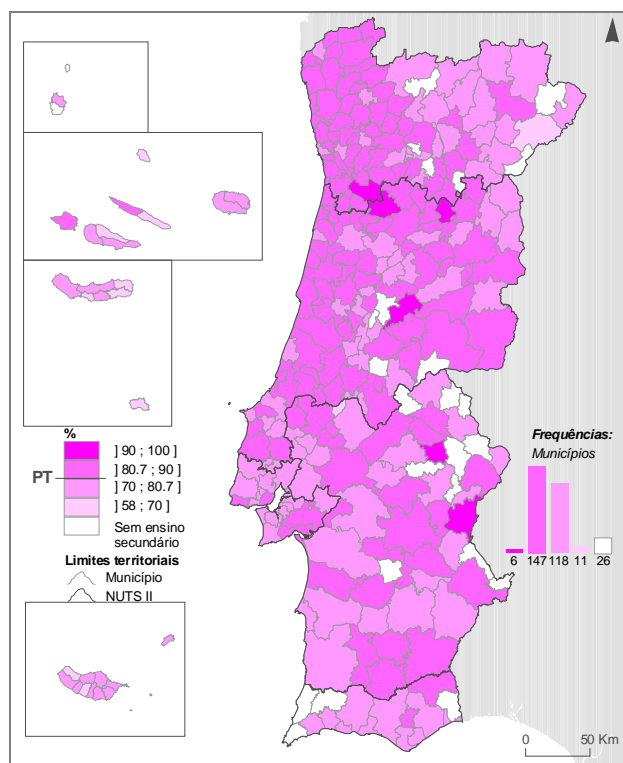 %
] 90 ; 100 ]
] 80.7 ; 90 ]
PT
] 70 ; 80.7 ]
] 58 ; 70 ]
Sem ensino
secundário
Limites territoriais
Município
NUTS II
Frequências:
Municípios
6 147 118 11 26
0 50 Km